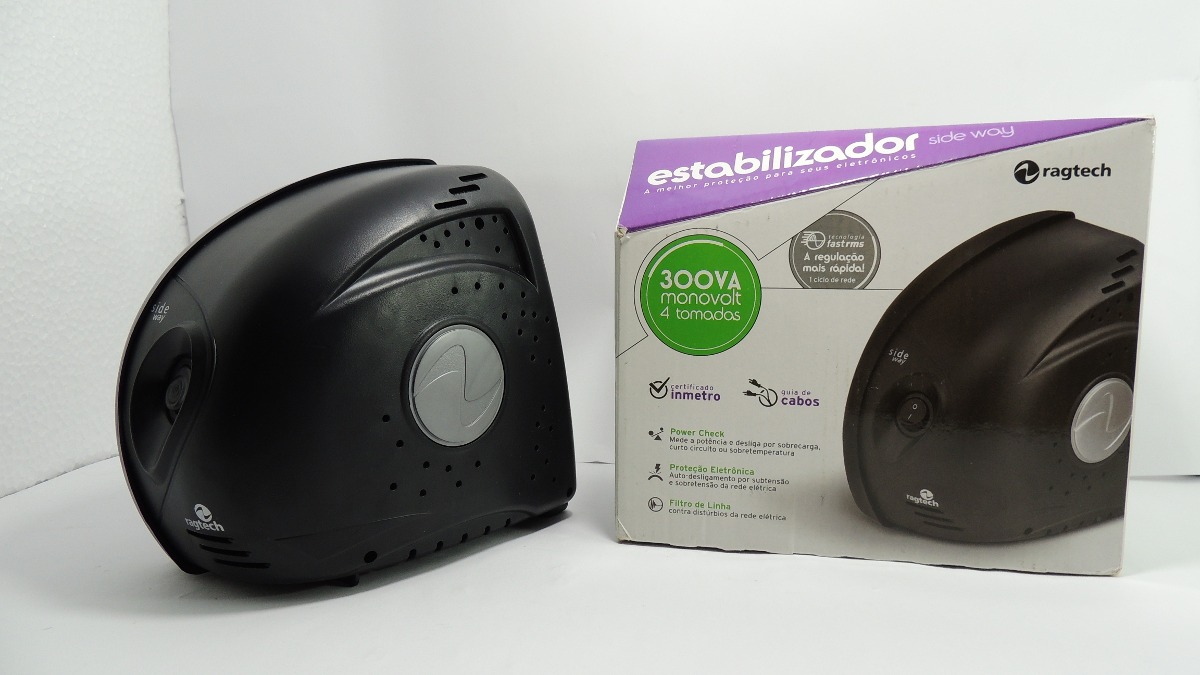 side
way
ragtech
estabilizador side way
A melhor proteção para seus eletrônicos
ragtech
300VA
monovolt
4 tomadas
tecnologia
fastrms
A regulação
mais rápida!
1 ciclo de rede
certificado
inmetro
guia de
cabos
Power Check
Mede a potência e desliga por sobrecarga,
curto circuito ou sobretemperatura
Proteção Eletrônica
Auto-desligamento por subtensão
e sobretensão da rede elétrica
Filtro de Linha
contra distúrbios da rede elétrica
side
way
ragtech